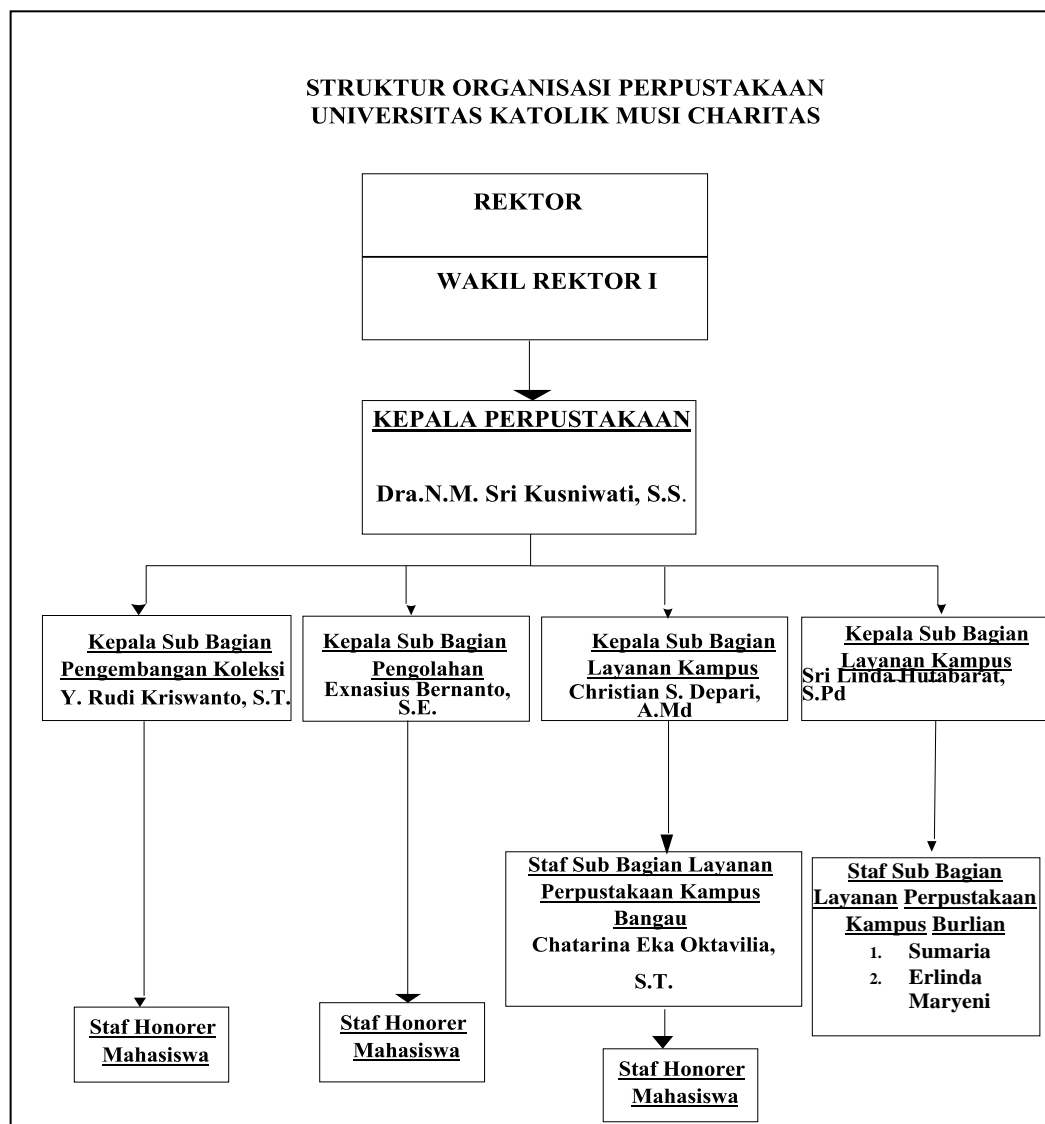 STRUKTUR ORGANISASI PERPUSTAKAAN
UNIVERSITAS KATOLIK MUSI CHARITAS
REKTOR
WAKIL REKTOR I
KEPALA PERPUSTAKAAN
Dra.N.M. Sri Kusniwati, S.S.
Kepala Sub Bagian
Pengembangan Koleksi
Y. Rudi Kriswanto, S.T.
Kepala Sub Bagian
Pengolahan
Exnasius Bernanto,
S.E.
Kepala Sub Bagian
Layanan Kampus
Christian S. Depari,
A.Md
Kepala Sub Bagian
Layanan Kampus
Sri Linda Hutabarat,
S.Pd
Staf Sub Bagian Layanan
Perpustakaan Kampus
Bangau
Chatarina Eka Oktavilia,
S.T.
Staf Sub Bagian
Layanan Perpustakaan
Kampus Burlian
1. Sumaria
2. Erlinda
Maryeni
Staf Honorer
Mahasiswa
Staf Honorer
Mahasiswa
Staf Honorer
Mahasiswa